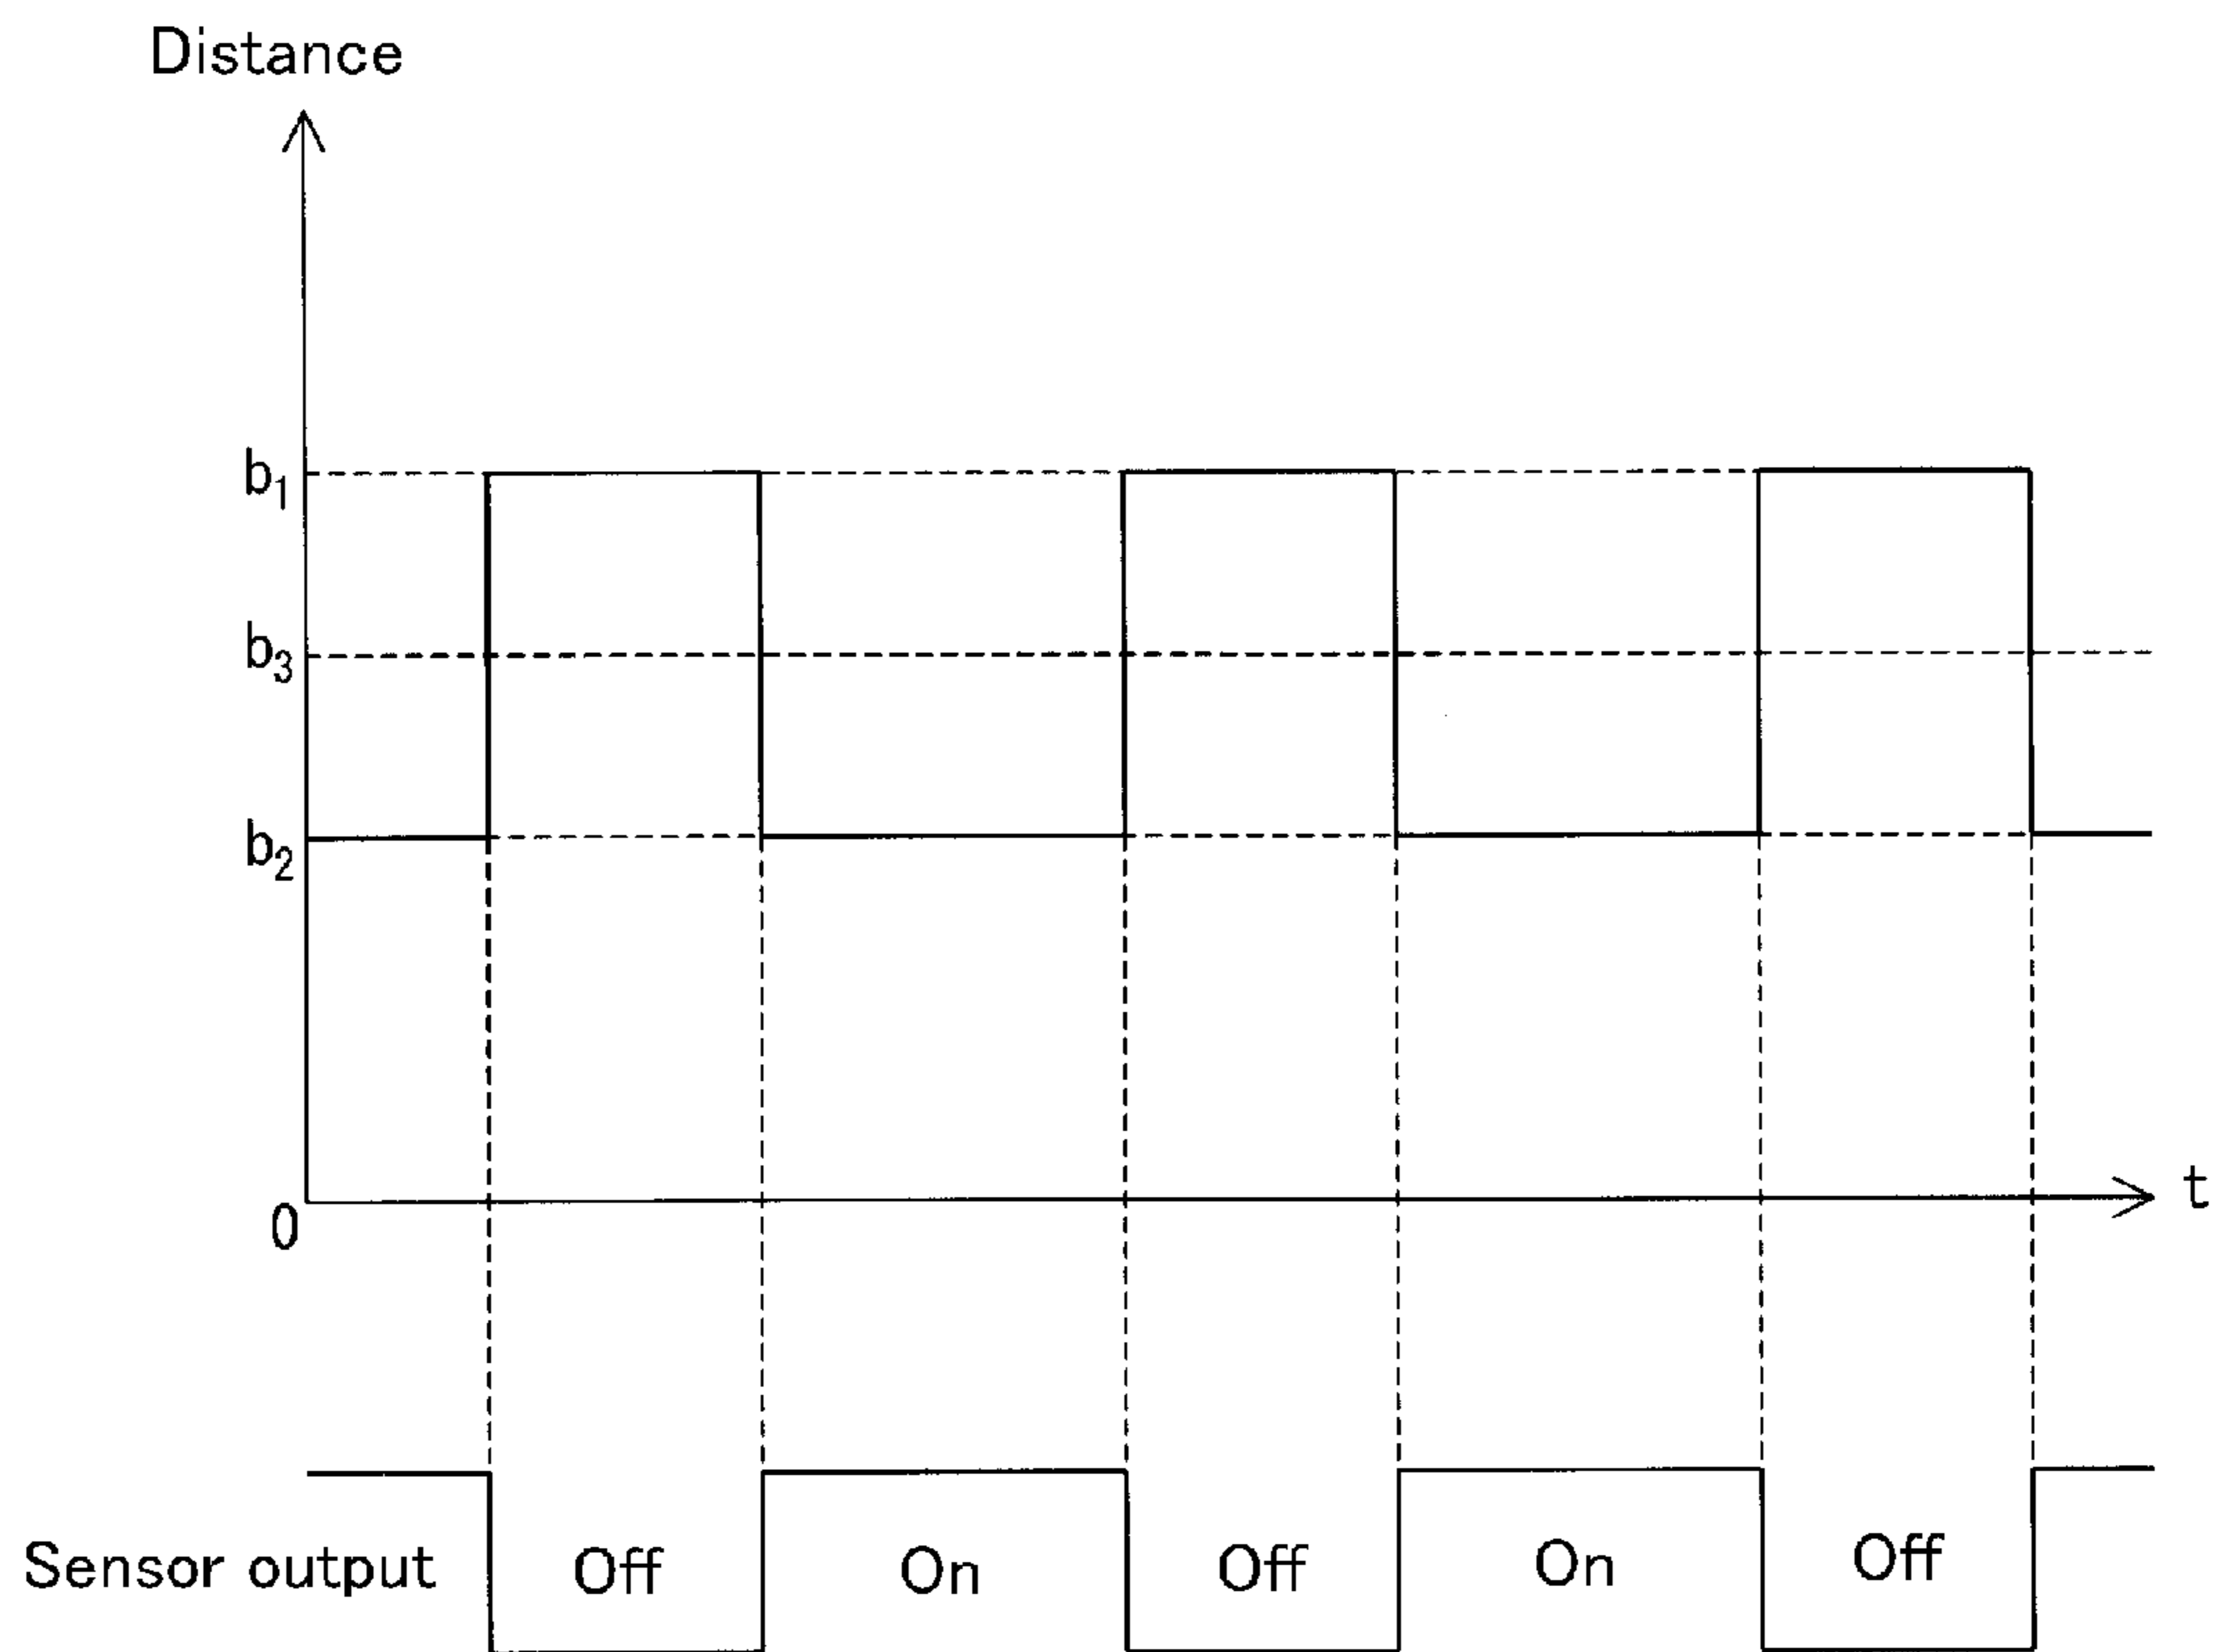 Distance
b₁
b₃
b₂
0
t
Sensor output Off On Off On Off